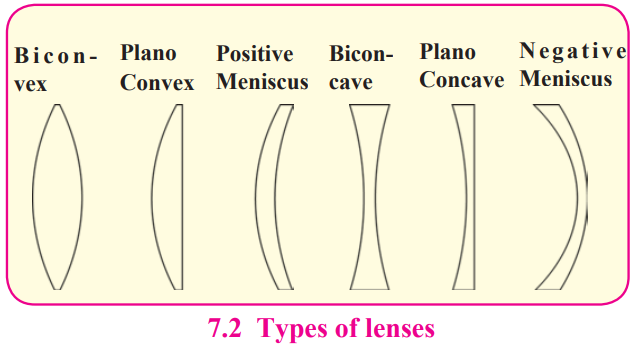 Bicon-
vex
Plano
Convex
Positive
Meniscus
Bicon-
cave
Plano
Concave
Negative
Meniscus
7.2 Types of lenses